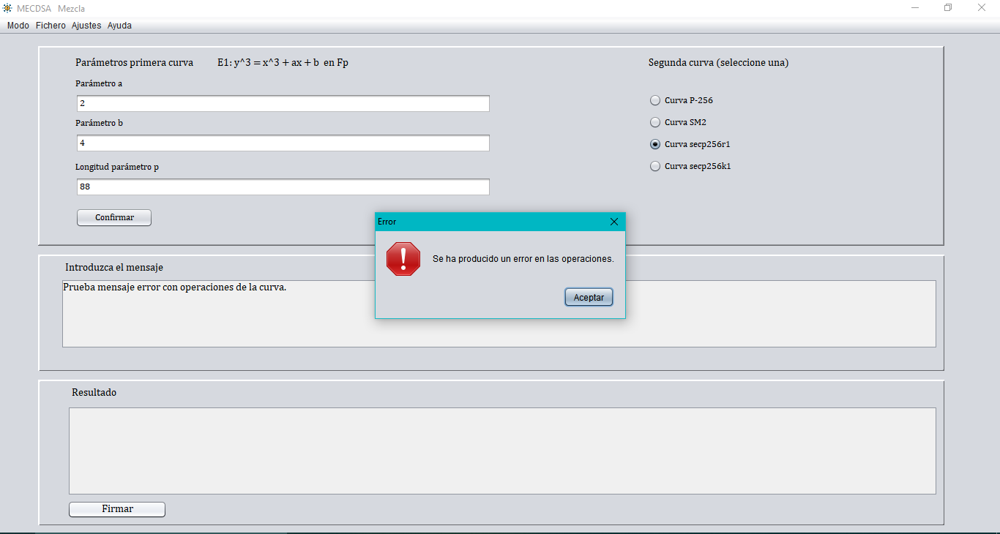 MECDSA Mezcla
Modo Fichero Ajustes Ayuda
Parámetros primera curva E1: y^3 = x^3 + ax + b en Fp
Parámetro a
2
Parámetro b
4
Longitud parámetro p
88
Confirmar
Segunda curva (seleccione una)
Curva P-256
Curva SM2
Curva secp256r1
Curva secp256k1
Error
Se ha producido un error en las operaciones.
Aceptar
Introduzca el mensaje
Prueba mensaje error con operaciones de la curva.
Resultado
Firmar